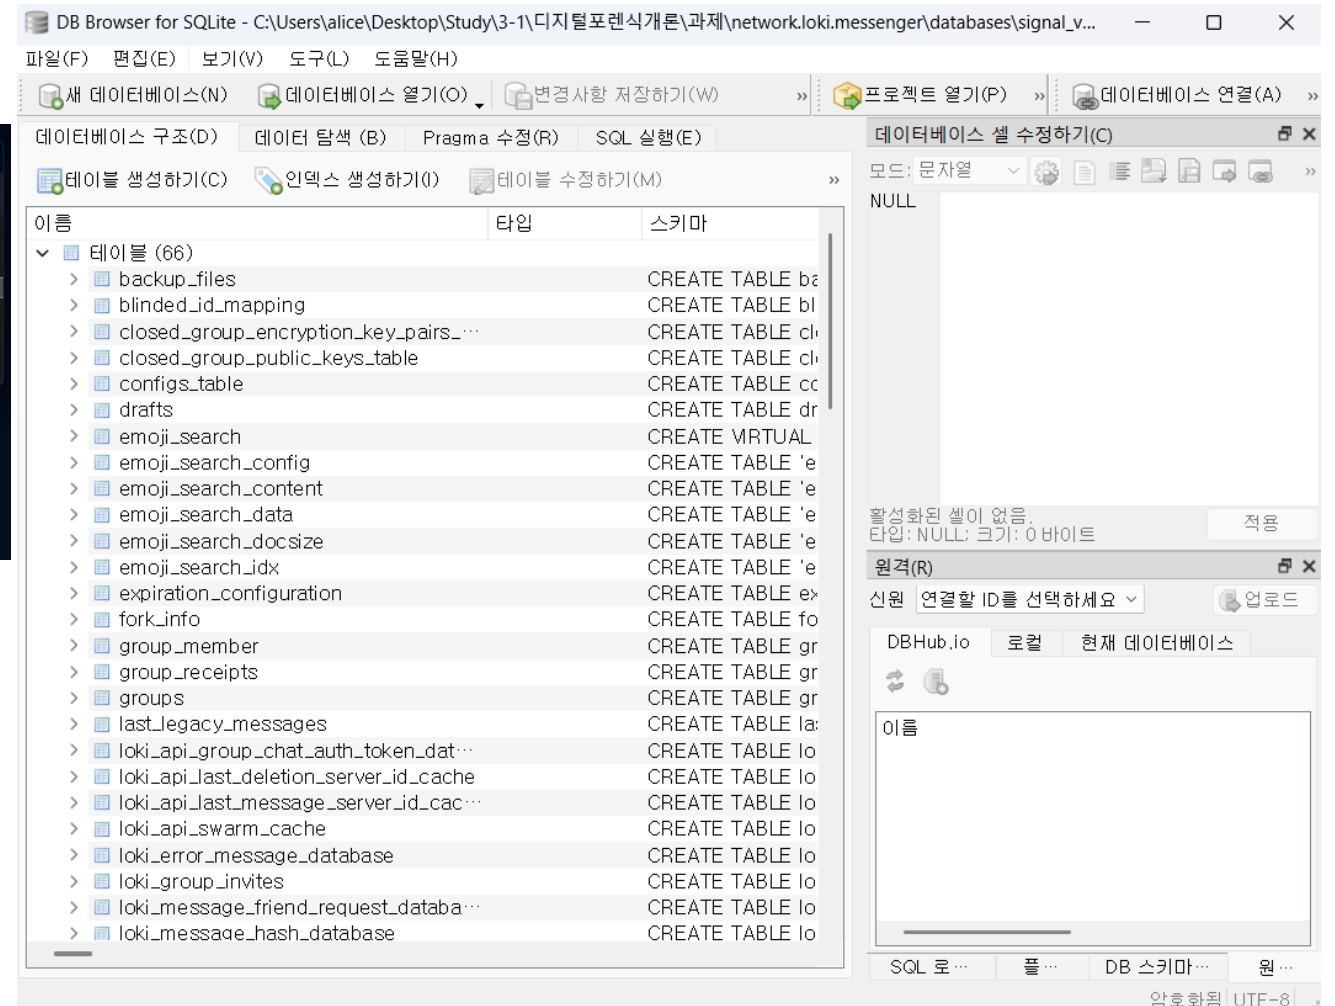 DB Browser for SQLite - C:\Users\alice\Desktop\Study\3-1\디지털포렌식개론\과제\network.loki.messenger\databases\signal_v...
파일(F) 편집(E) 보기(V) 도구(L) 도움말(H)
새 데이터베이스(N) 데이터베이스 열기(O) 변경사항 저장하기(W) » 프로젝트 열기(P) » 데이터베이스 연결(A) »
데이터베이스 구조(D) 데이터 탐색 (B) Pragma 수정(R) SQL 실행(E)
테이블 생성하기(C) 인덱스 생성하기(I) 테이블 수정하기(M) »
이름 타입 스키마
테이블 (66)
backup_files CREATE TABLE ba
blinded_id_mapping CREATE TABLE bl
closed_group_encryption_key_pairs_… CREATE TABLE cl
closed_group_public_keys_table CREATE TABLE cl
configs_table CREATE TABLE co
drafts CREATE TABLE dr
emoji_search CREATE VIRTUAL
emoji_search_config CREATE TABLE 'e
emoji_search_content CREATE TABLE 'e
emoji_search_data CREATE TABLE 'e
emoji_search_docsize CREATE TABLE 'e
emoji_search_idx CREATE TABLE 'e
expiration_configuration CREATE TABLE ex
fork_info CREATE TABLE fo
group_member CREATE TABLE gr
group_receipts CREATE TABLE gr
groups CREATE TABLE gr
last_legacy_messages CREATE TABLE la
loki_api_group_chat_auth_token_dat… CREATE TABLE lo
loki_api_last_deletion_server_id_cache CREATE TABLE lo
loki_api_last_message_server_id_cac… CREATE TABLE lo
loki_api_swarm_cache CREATE TABLE lo
loki_error_message_database CREATE TABLE lo
loki_group_invites CREATE TABLE lo
loki_message_friend_request_databa… CREATE TABLE lo
loki_message_hash_database CREATE TABLE lo
데이터베이스 셀 수정하기(C)
모드: 문자열 »
NULL
활성화된 셀이 없음.
타입: NULL; 크기: 0 바이트
적용
원격(R)
신원 연결할 ID를 선택하세요 업로드
DBHub.io 로컬 현재 데이터베이스
이름
SQL 로… 플… DB 스키마… 원…
암호화됨 UTF-8